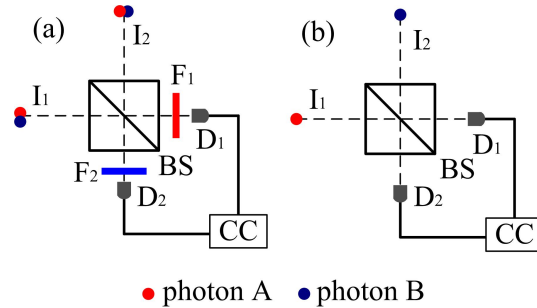 (a)
I2
F1
I1
D1
F2
BS
D2
CC
(b)
I2
I1
D1
BS
D2
CC
photon A
photon B